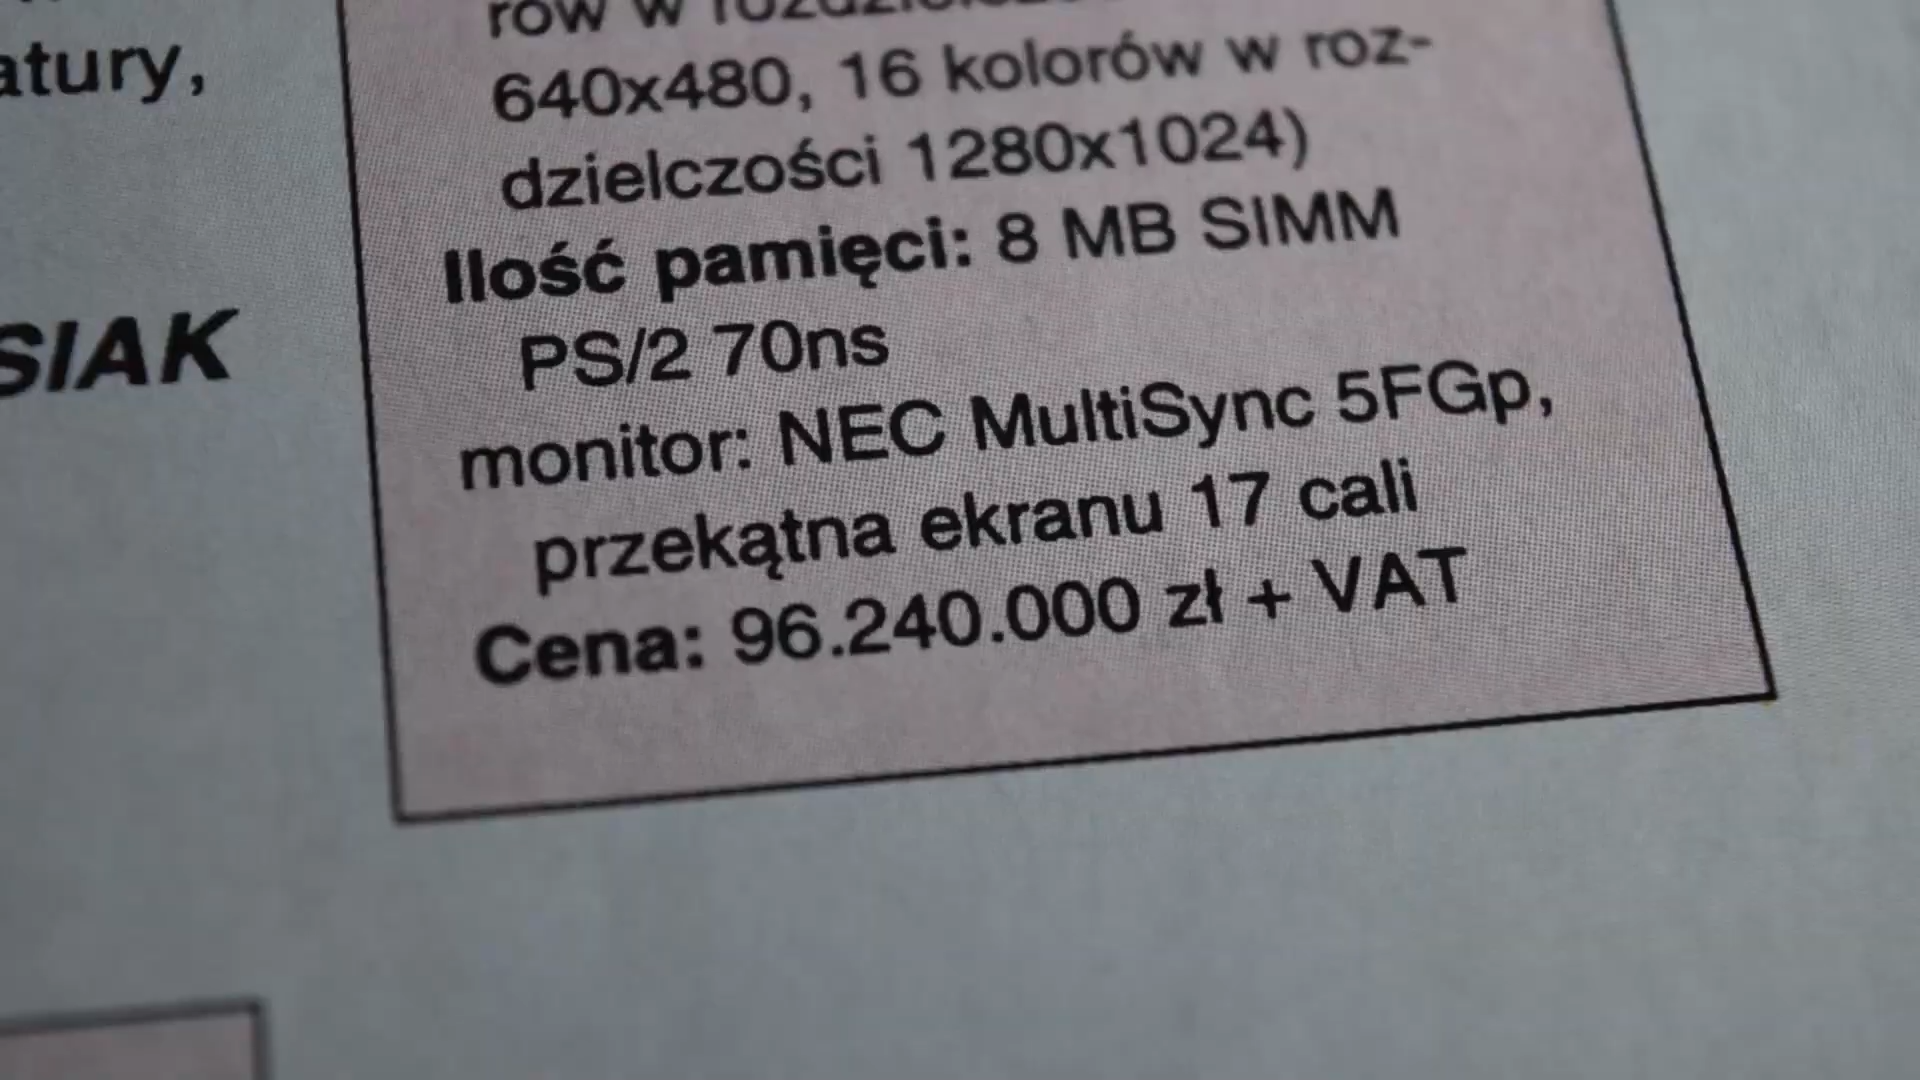 atury,
SIAK
rów w
640x480, 16 kolorów w roz-
dzielczości 1280x1024)
Ilość pamięci: 8 MB SIMM
PS/2 70ns
monitor: NEC MultiSync 5FGp,
przekątna ekranu 17 cali
Cena: 96.240.000 zł + VAT